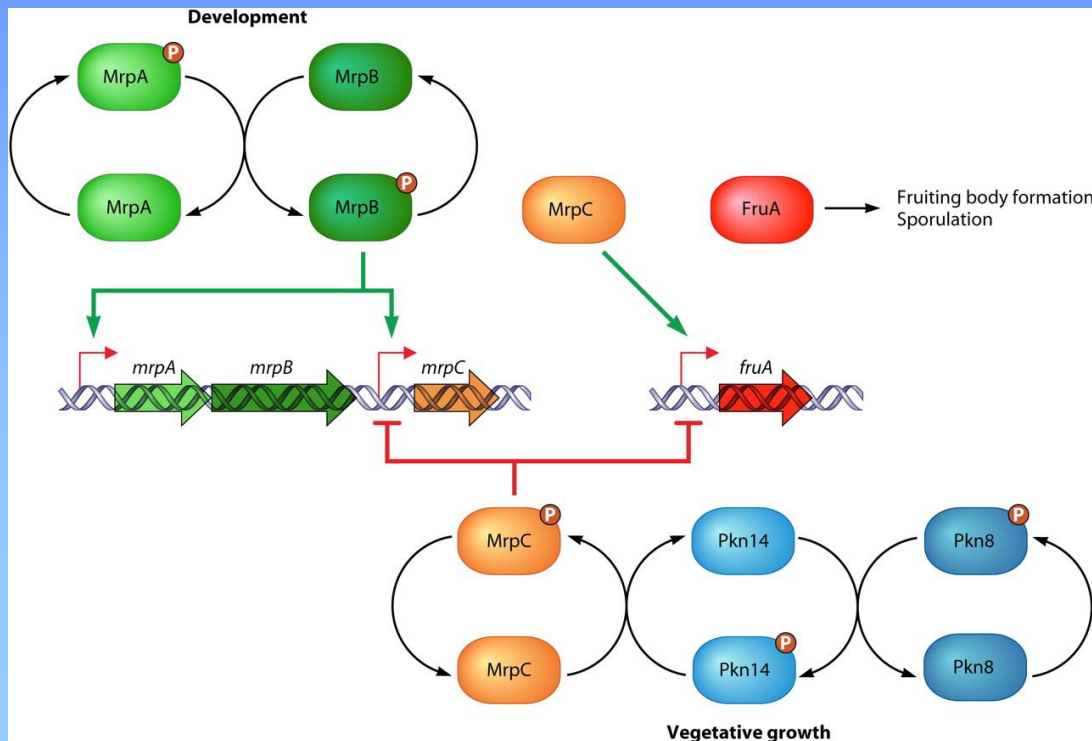 Development
P
MrpA
MrpB
MrpA
MrpB
P
MrpC
FruA
Fruiting body formation
Sporulation
mrpA
mrpB
mrpC
fruA
P
P
MrpC
Pkn14
Pkn8
P
MrpC
Pkn14
Pkn8
Vegetative growth